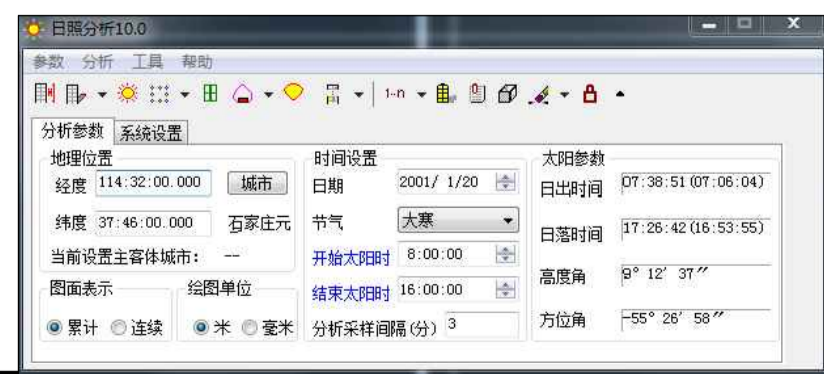 日照分析10.0
参数 分析 工具 帮助
1-n
分析参数 系统设置
地理位置
经度 114:32:00.000 城市
纬度 37:46:00.000 石家庄元
当前设置主客体城市： --
图面表示 绘图单位
累计 连续 米 毫米
时间设置
日期 2001/ 1/20
节气 大寒
开始太阳时 8:00:00
结束太阳时 16:00:00
分析采样间隔(分) 3
太阳参数
日出时间 07:38:51(07:06:04)
日落时间 17:26:42(16:53:55)
高度角 9° 12′ 37″
方位角 -55° 26′ 58″